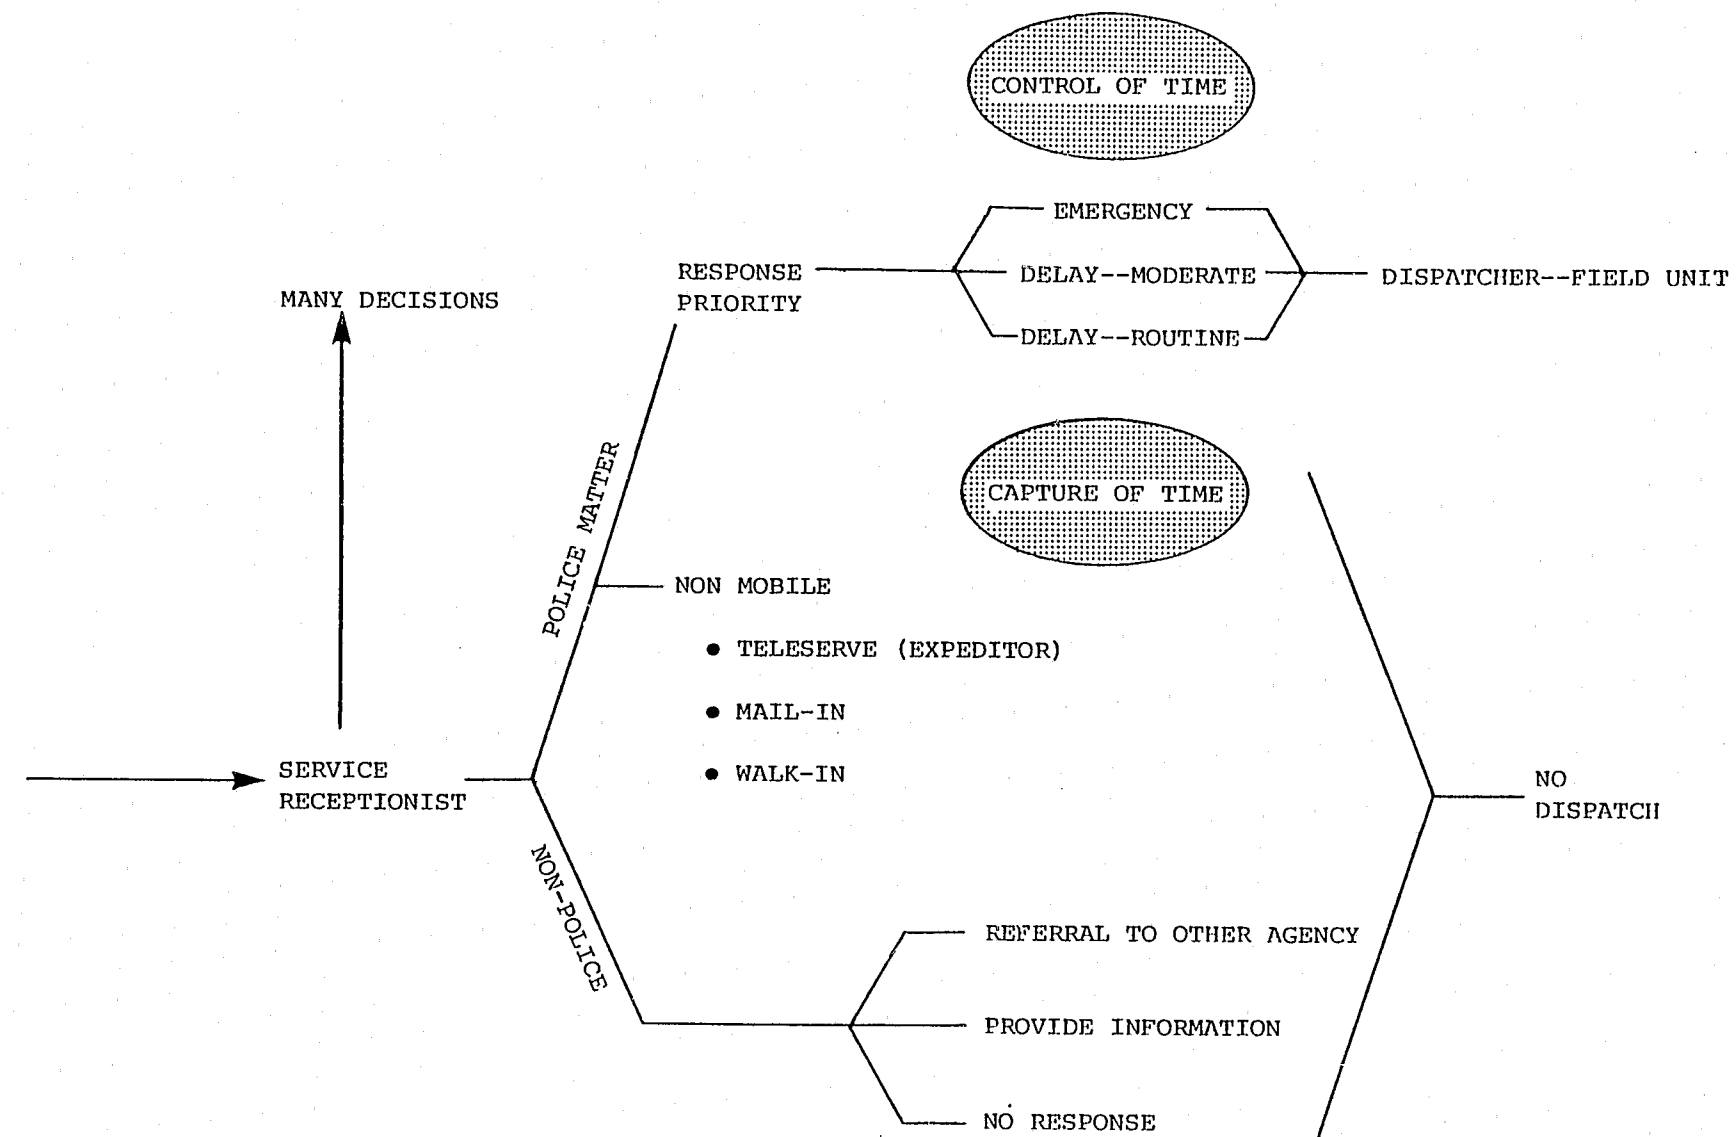 CONTROL OF TIME
EMERGENCY
RESPONSE
PRIORITY
DELAY--MODERATE
DISPATCHER--FIELD UNIT
MANY DECISIONS
DELAY--ROUTINE
CAPTURE OF TIME
POLICE MATTER
NON MOBILE
• TELESERVE (EXPEDITOR)
• MAIL-IN
• WALK-IN
SERVICE
RECEPTIONIST
NO
DISPATCH
NON-POLICE
REFERRAL TO OTHER AGENCY
PROVIDE INFORMATION
NO RESPONSE